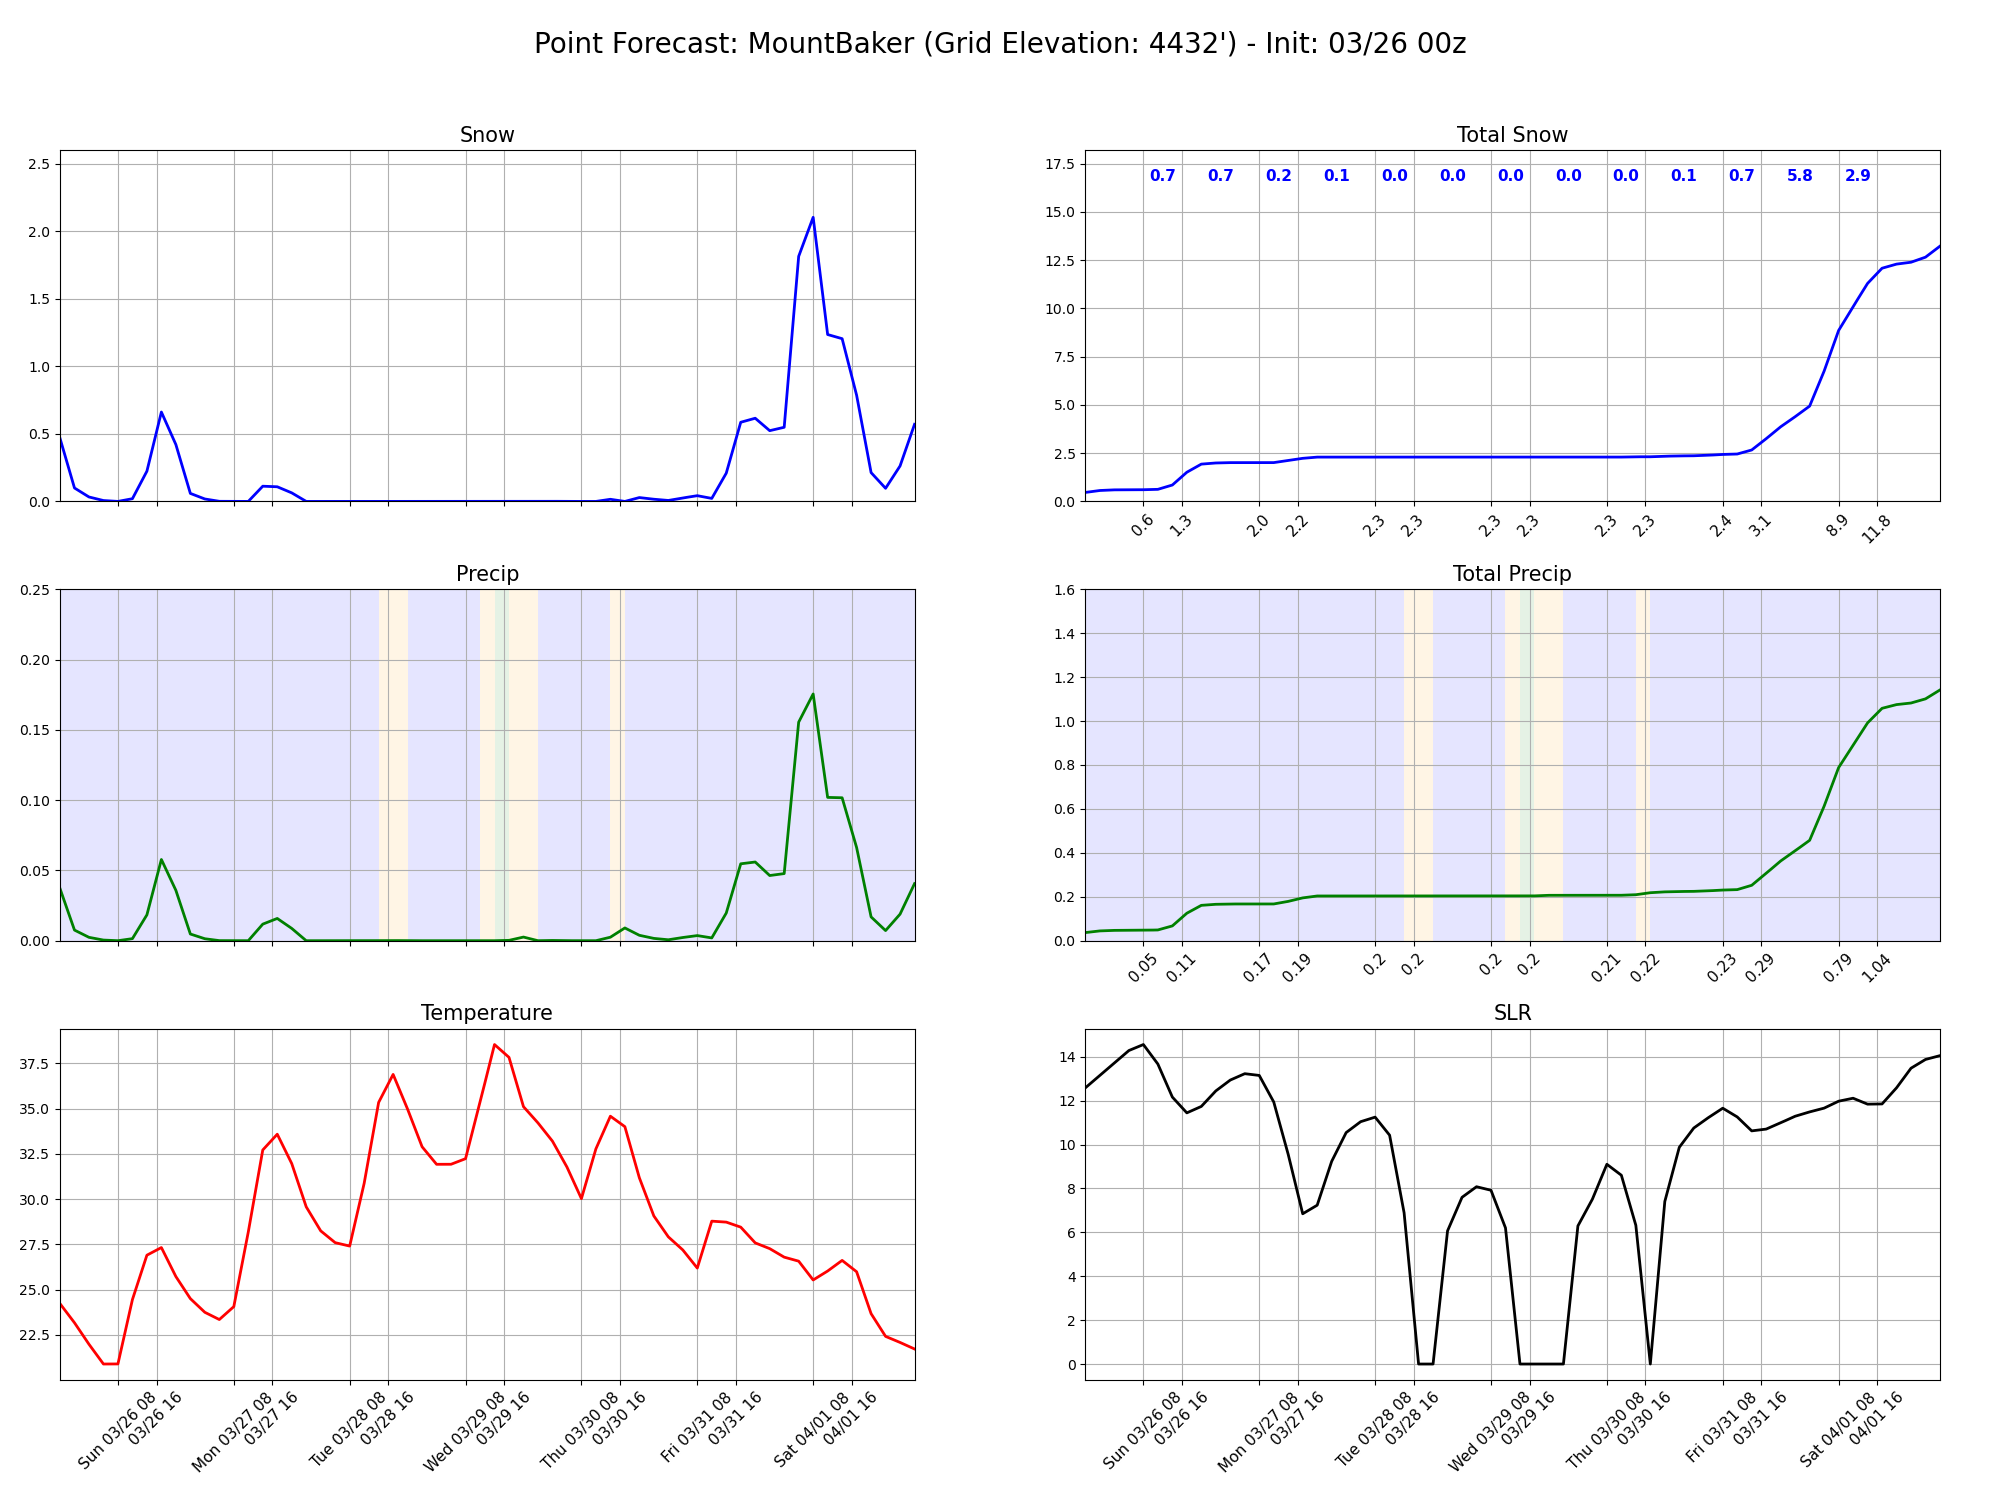 Point Forecast: MountBaker (Grid Elevation: 4432') - Init: 03/26 00z
Snow
2.5
2.0
1.5
1.0
0.5
0.0
Total Snow
17.5
15.0
12.5
10.0
7.5
5.0
2.5
0.0
0.7 0.7 0.2 0.1 0.0 0.0 0.0 0.0 0.0 0.1 0.7 5.8 2.9
0.6 1.3 2.0 2.2 2.3 2.3 2.3 2.3 2.3 2.3 2.4 3.1 8.9 11.8
Precip
0.25
0.20
0.15
0.10
0.05
0.00
Total Precip
1.6
1.4
1.2
1.0
0.8
0.6
0.4
0.2
0.0
0.05 0.11 0.17 0.19 0.2 0.2 0.2 0.2 0.21 0.22 0.23 0.29 0.79 1.04
Temperature
37.5
35.0
32.5
30.0
27.5
25.0
22.5
Sun 03/26 08
03/26 16
Mon 03/27 08
03/27 16
Tue 03/28 08
03/28 16
Wed 03/29 08
03/29 16
Thu 03/30 08
03/30 16
Fri 03/31 08
03/31 16
Sat 04/01 08
04/01 16
SLR
14
12
10
8
6
4
2
0
Sun 03/26 08
03/26 16
Mon 03/27 08
03/27 16
Tue 03/28 08
03/28 16
Wed 03/29 08
03/29 16
Thu 03/30 08
03/30 16
Fri 03/31 08
03/31 16
Sat 04/01 08
04/01 16